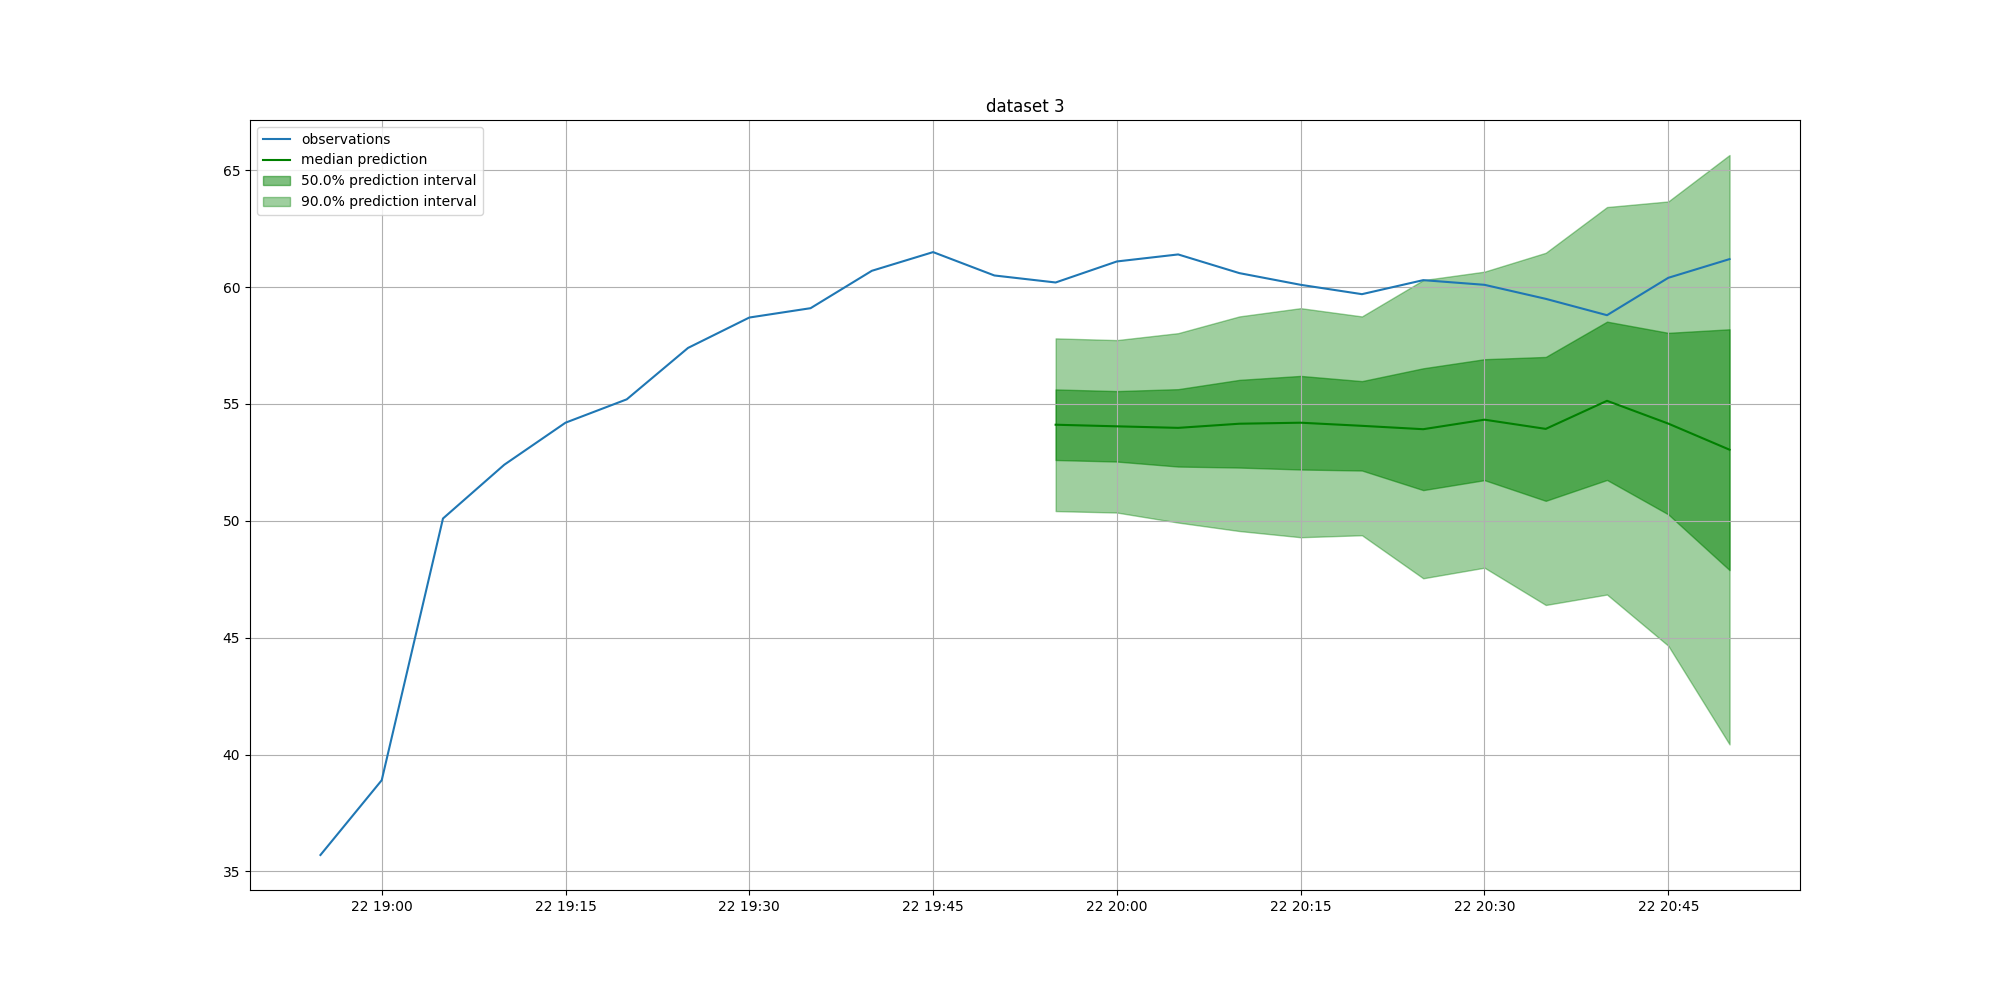 dataset 3
observations
median prediction
50.0% prediction interval
90.0% prediction interval
65
60
55
50
45
40
35
22 19:00 22 19:15 22 19:30 22 19:45 22 20:00 22 20:15 22 20:30 22 20:45